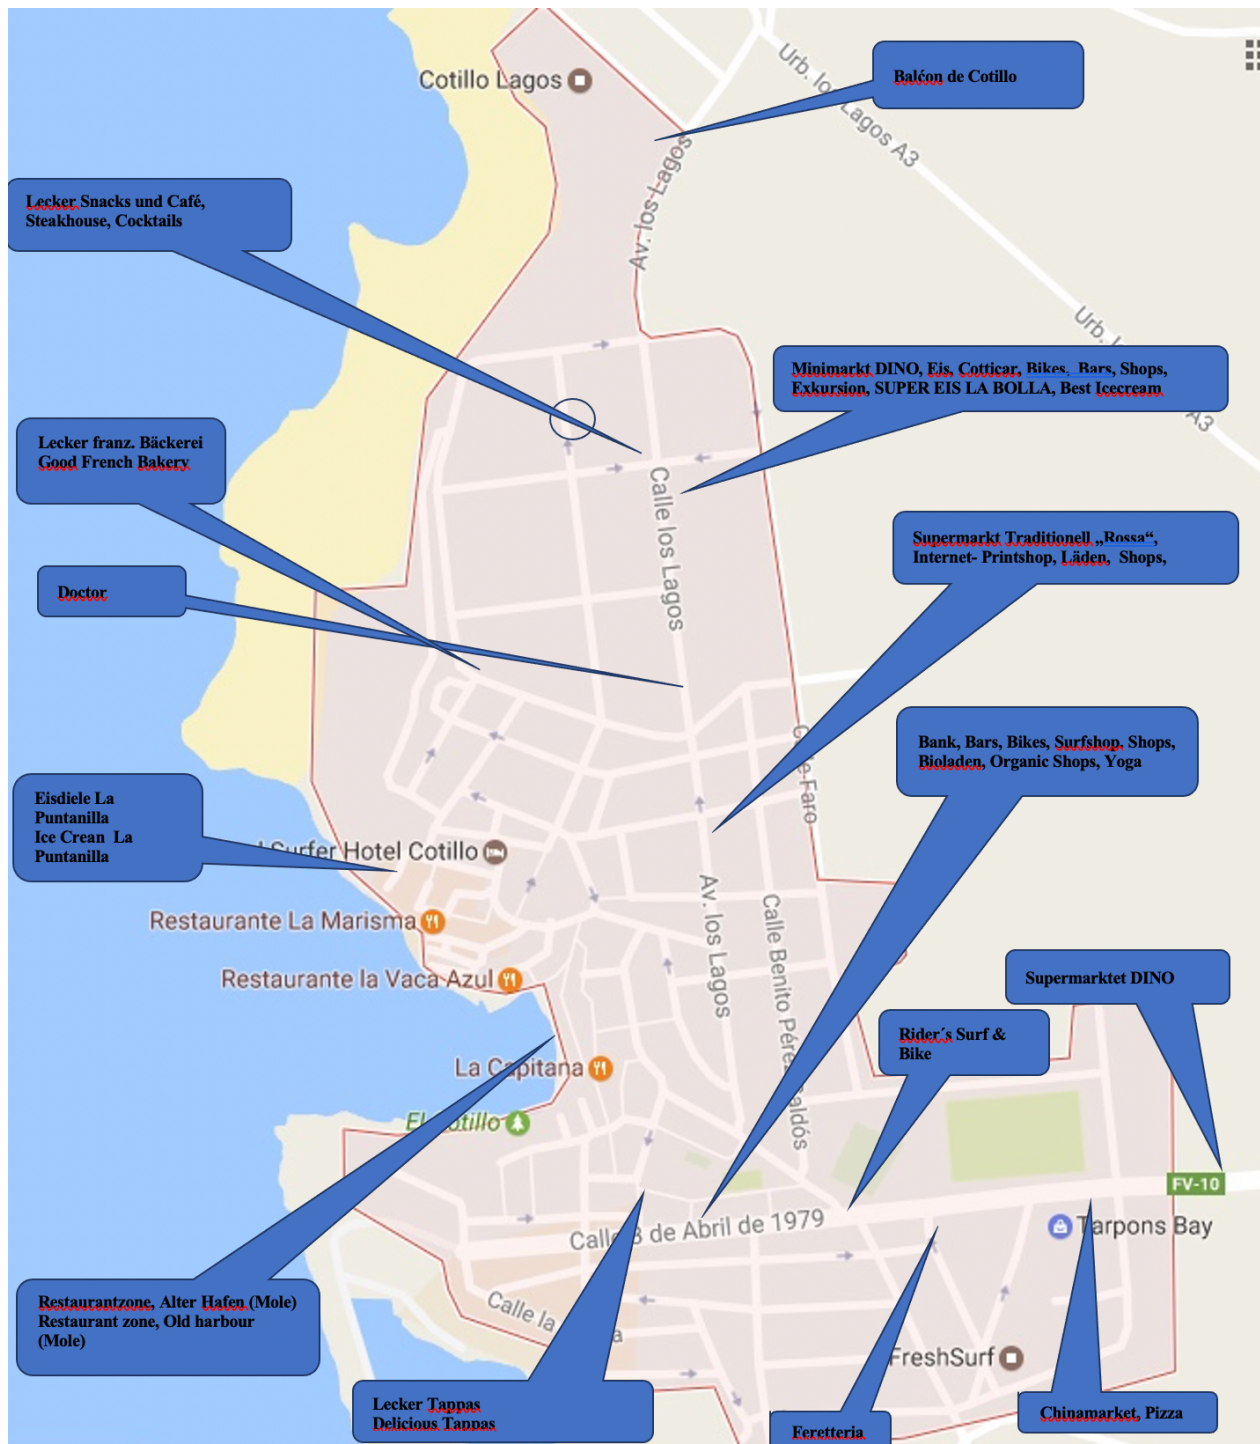 Cotillo Lagos
Balćon de Cotillo
Urb. los Lagos A3
Av. los Lagos
Lecker Snacks und Café,
Steakhouse, Cocktails
Urb. L
A3
Minimarkt DINO, Eis, Cotticar, Bikes, Bars, Shops,
Exkursion, SUPER EIS LA BOLLA, Best Icecream
Lecker franz. Bäckerei
Good French Bakery
Calle los Lagos
Supermarkt Traditionell „Rossa“,
Internet- Printshop, Läden, Shops,
Doctor
Bank, Bars, Bikes, Surfshop, Shops,
Bioladen, Organic Shops, Yoga
Faro
Eisdiele La
Puntanilla
Ice Crean La
Puntanilla
Surfer Hotel Cotillo
Av. los Lagos
Calle Benito Pére aldós
Restaurante La Marisma
Restaurante la Vaca Azul
Supermarktet DINO
Rider´s Surf &
Bike
La Capitana
El Cotillo
FV-10
Calle 8 de Abril de 1979
Tarpons Bay
Restaurantzone, Alter Hafen (Mole)
Restaurant zone, Old harbour
(Mole)
Calle la
FreshSurf
Lecker Tappas
Delicious Tappas
Feretteria
Chinamarket, Pizza